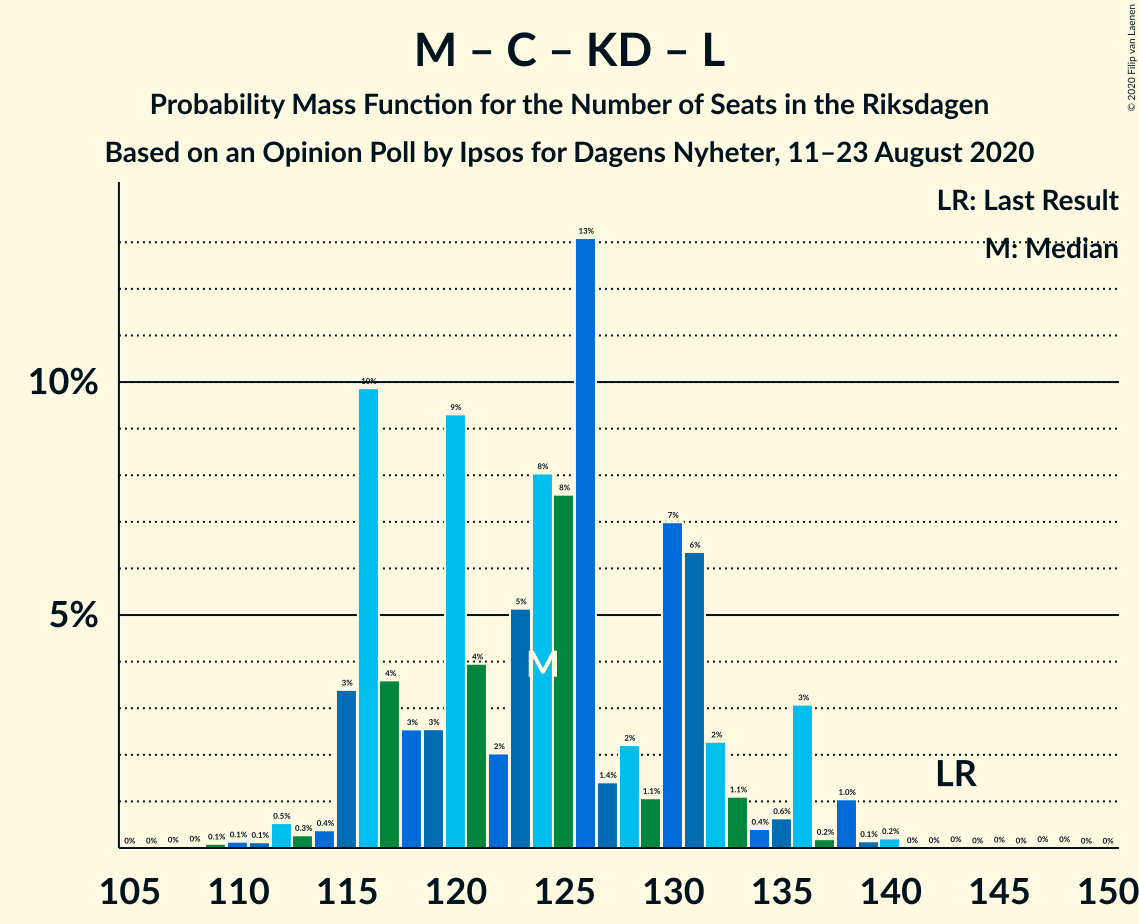 M – C – KD – L
Probability Mass Function for the Number of Seats in the Riksdagen
Based on an Opinion Poll by Ipsos for Dagens Nyheter, 11–23 August 2020
© 2020 Filip van Laenen
LR: Last Result
M: Median
10%
5%
0% 0% 0% 0% 0.1% 0.1% 0.1% 0.5% 0.3% 0.4% 3% 10% 4% 3% 3% 9% 4% 2% 5% 8% 8% 13% 1.4% 2% 1.1% 7% 6% 2% 1.1% 0.4% 0.6% 3% 0.2% 1.0% 0.1% 0.2% 0% 0% 0% 0% 0% 0% 0% 0% 0% 0%
M
LR
105 110 115 120 125 130 135 140 145 150